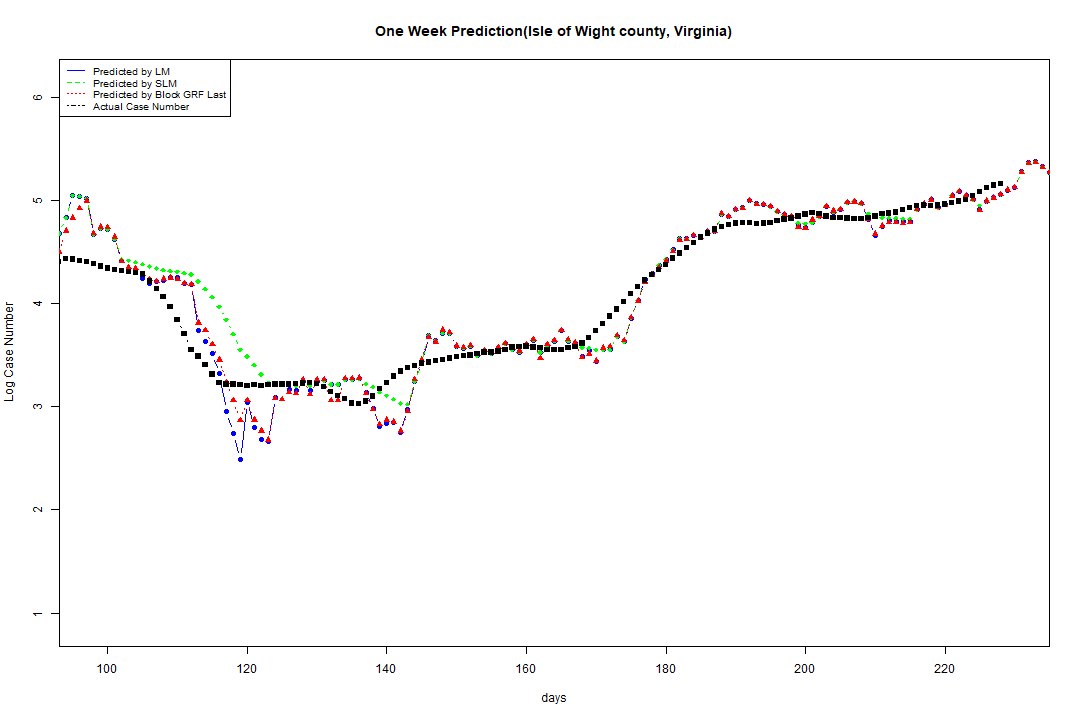 One Week Prediction(Isle of Wight county, Virginia)
Predicted by LM
Predicted by SLM
Predicted by Block GRF Last
Actual Case Number
6
5
4
3
2
1
Log Case Number
100 120 140 160 180 200 220
days